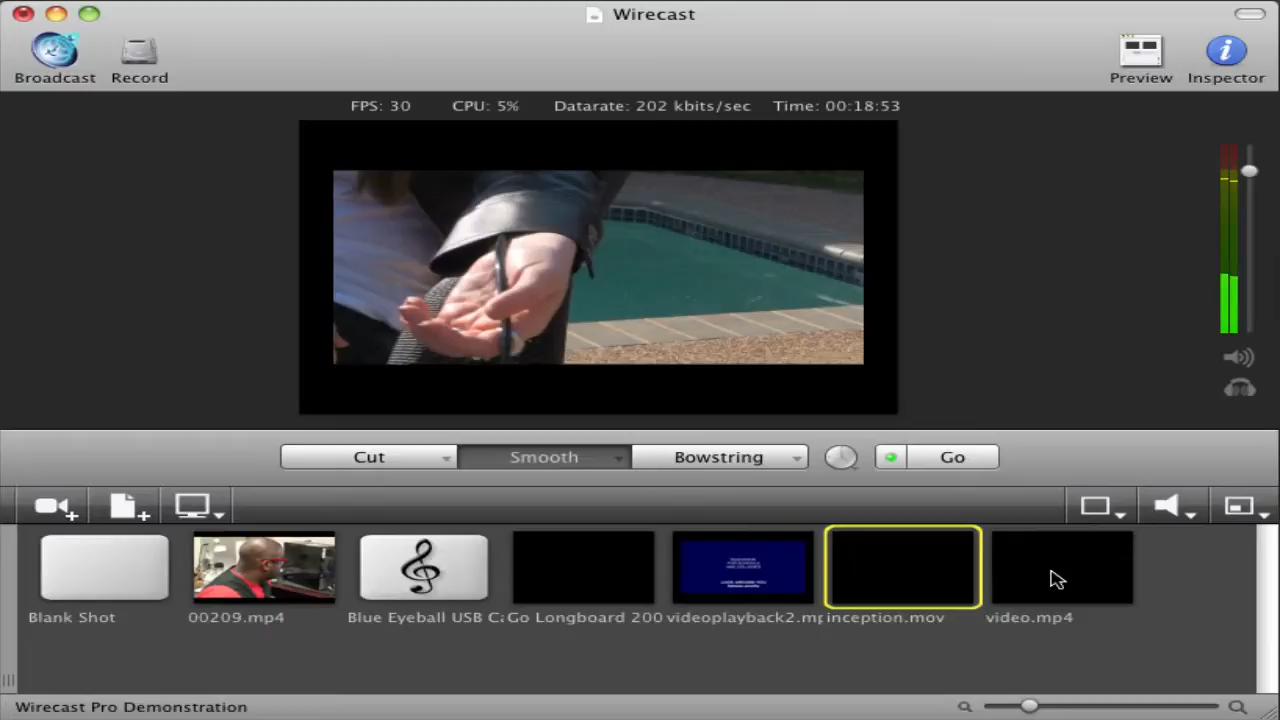 Wirecast
Broadcast
Record
Preview
Inspector
FPS: 30
CPU: 5%
Datarate: 202 kbits/sec
Time: 00:18:53
Cut
Smooth
Bowstring
Go
Blank Shot
00209.mp4
Blue Eyeball USB Ca
Go Longboard 200
videoplayback2.mp
inception.mov
video.mp4
Wirecast Pro Demonstration